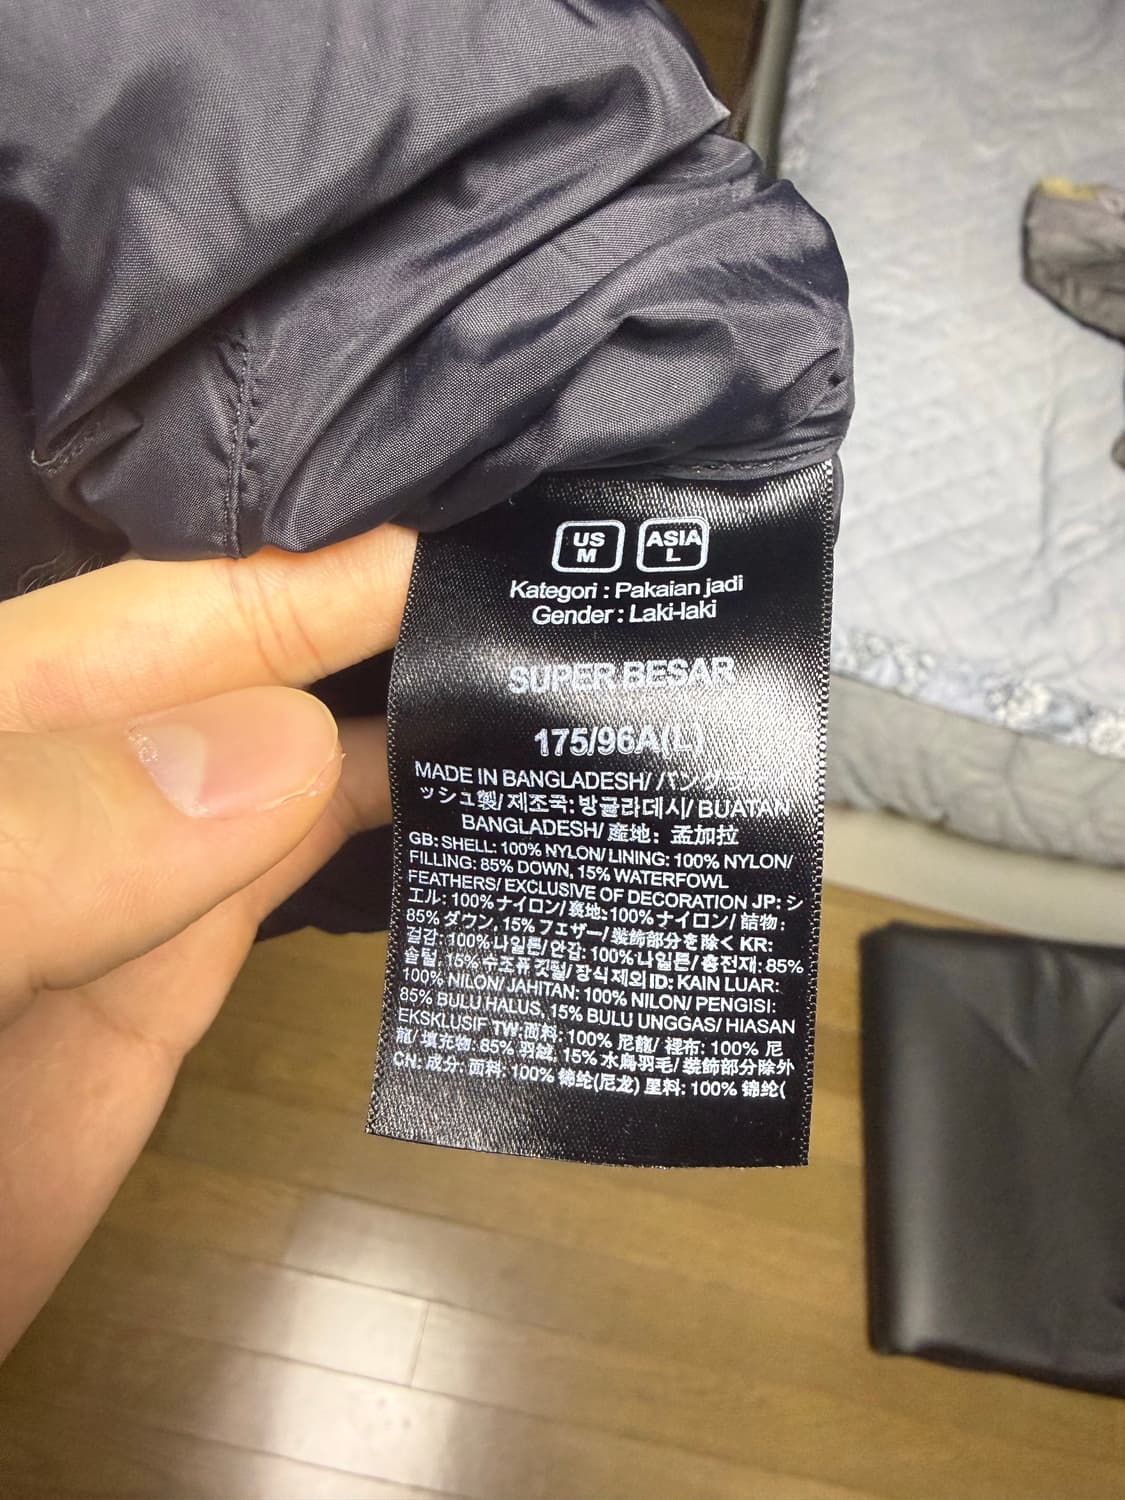 US
M
ASIA
L
Kategori : Pakaian jadi
Gender : Laki-laki
SUPER BESAR
175/96A(L)
MADE IN BANGLADESH/ バングラデ
ッシュ製/ 제조국: 방글라데시/ BUATAN
BANGLADESH/ 産地: 孟加拉
GB: SHELL: 100% NYLON/ LINING: 100% NYLON/
FILLING: 85% DOWN, 15% WATERFOWL
FEATHERS/ EXCLUSIVE OF DECORATION JP: シ
ェル: 100% ナイロン/ 裏地: 100% ナイロン/ 詰物:
85% ダウン, 15% フェザー/ 装飾部分を除く KR:
겉감: 100% 나일론/ 안감: 100% 나일론/ 충전재: 85%
솜털, 15% 수조류 깃털/ 장식제외 ID: KAIN LUAR:
100% NILON/ JAHITAN: 100% NILON/ PENGISI:
85% BULU HALUS, 15% BULU UNGGAS/ HIASAN
EKSKLUSIF TW: 面料: 100% 尼龍/ 裡布: 100% 尼
龍/ 填充物: 85% 羽絨, 15% 水鳥羽毛/ 裝飾部分除外
CN: 成分: 面料: 100% 锦纶(尼龙) 里料: 100% 锦纶(